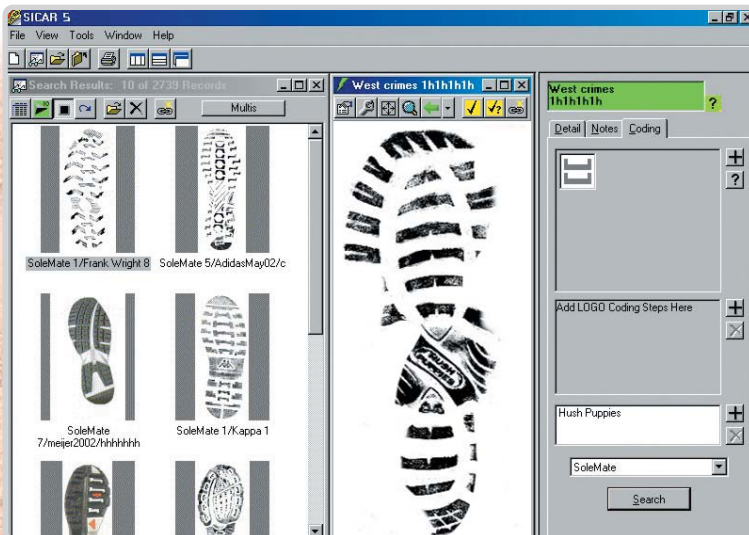 SICAR 5
File View Tools Window Help
Search Results: 10 of 2739 Records
Multis
SoleMate 1/Frank Wright 8
SoleMate 5/AdidasMay02/c
SoleMate
7/meijer2002/hhhhhhh
SoleMate 1/Kappa 1
West crimes 1h1h1h1h
West crimes
1h1h1h1h
?
Detail Notes Coding
?
Add LOGO Coding Steps Here
Hush Puppies
SoleMate
Search